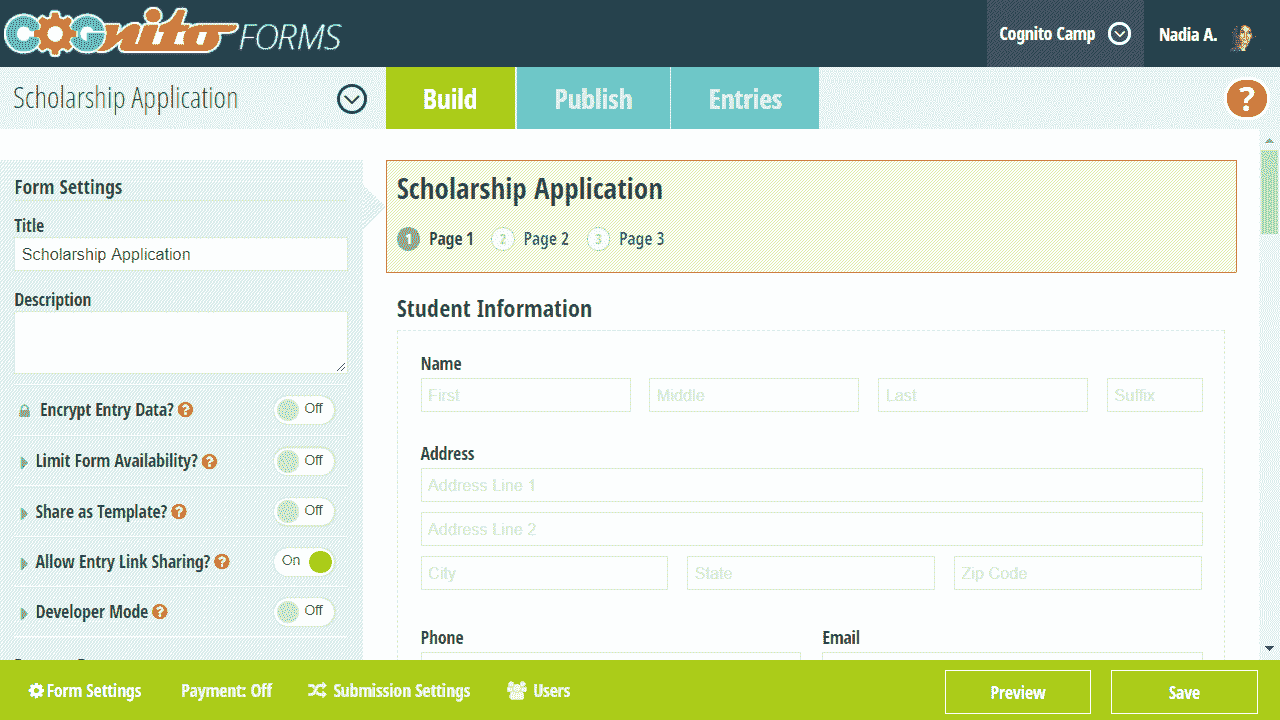 COGnito FORMS
Cognito Camp
Nadia A.
Scholarship Application
Build
Publish
Entries
?
Form Settings
Title
Scholarship Application
Description
Encrypt Entry Data? ?
Off
Limit Form Availability? ?
Off
Share as Template? ?
Off
Allow Entry Link Sharing? ?
On
Developer Mode ?
Off
Scholarship Application
1 Page 1 2 Page 2 3 Page 3
Student Information
Name
First Middle Last Suffix
Address
Address Line 1
Address Line 2
City State Zip Code
Phone Email
Form Settings Payment: Off Submission Settings Users Preview Save